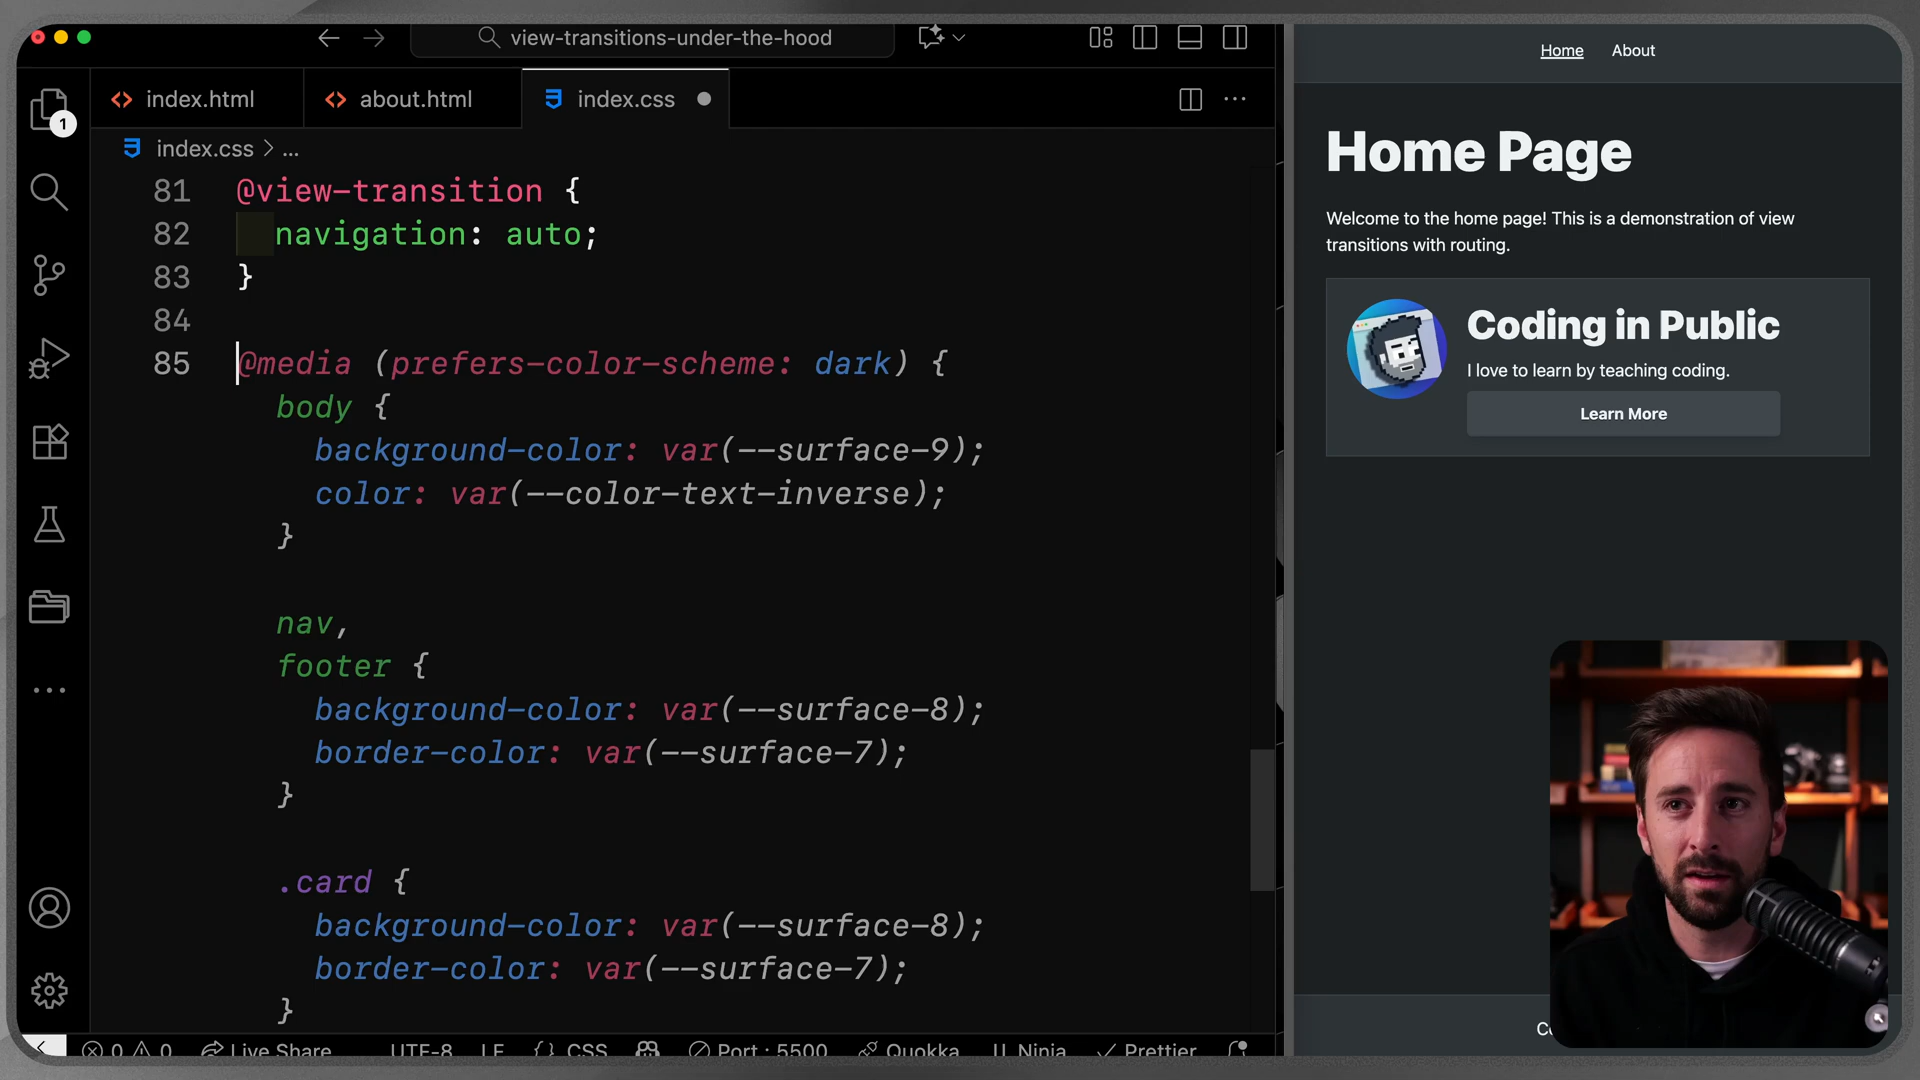 view-transitions-under-the-hood
index.html
about.html
index.css
1
index.css > ...
81 @view-transition {
82 navigation: auto;
83 }
84
85 @media (prefers-color-scheme: dark) {
body {
background-color: var(--surface-9);
color: var(--color-text-inverse);
}
nav,
footer {
background-color: var(--surface-8);
border-color: var(--surface-7);
}
.card {
background-color: var(--surface-8);
border-color: var(--surface-7);
}
0 0 Live Share UTF-8 LF {} CSS Port : 5500 Quokka Ninja Prettier
Home About
Home Page
Welcome to the home page! This is a demonstration of view
transitions with routing.
Coding in Public
I love to learn by teaching coding.
Learn More